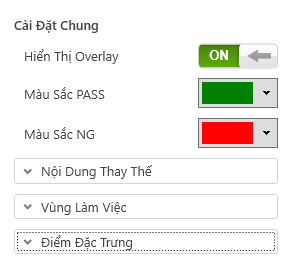 Cài Đặt Chung
Hiển Thị Overlay ON
Màu Sắc PASS
Màu Sắc NG
Nội Dung Thay Thế
Vùng Làm Việc
Điểm Đặc Trưng